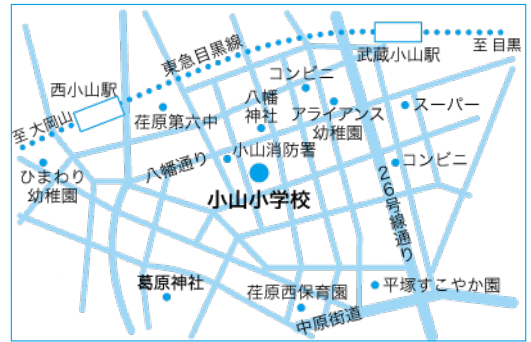 至 目黒
武蔵小山駅
東急目黒線
西小山駅
至 大岡山
コンビニ
八幡
神社
アライアンス
幼稚園
スーパー
荏原第六中
小山消防署
八幡通り
コンビニ
ひまわり
幼稚園
小山小学校
26号線通り
葛原神社
荏原西保育園
平塚すこやか園
中原街道